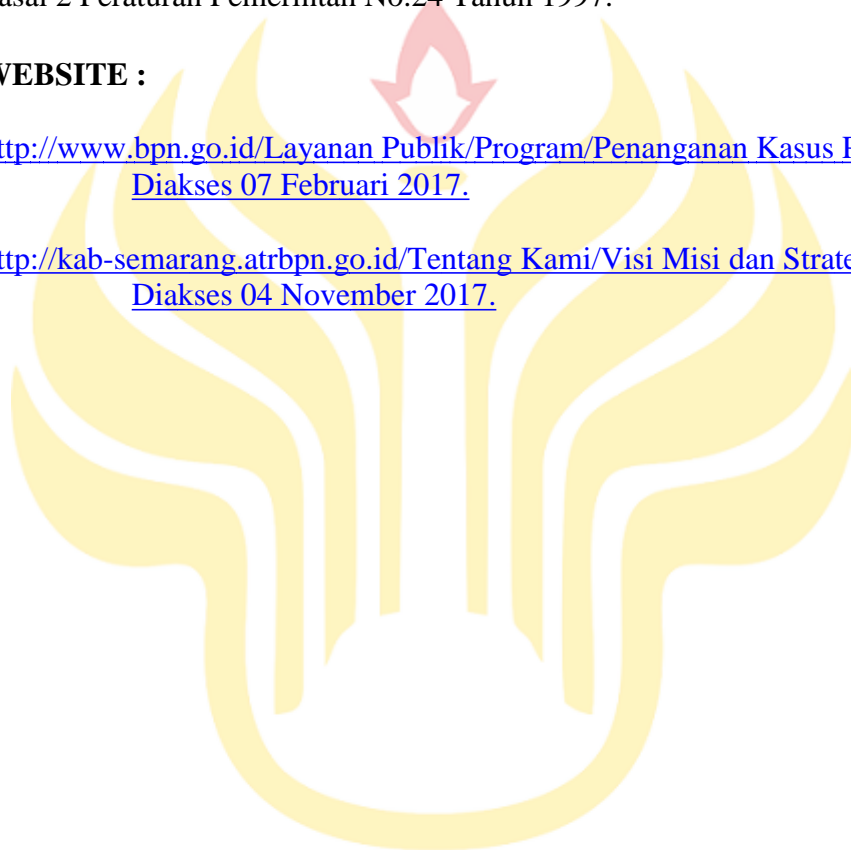 asal 2 Peraturan Pemerintah No.24 Tahun 1997.
WEBSITE :
ttp://www.bpn.go.id/Layanan Publik/Program/Penanganan Kasus
Diakses 07 Februari 2017.
ttp://kab-semarang.atrbpn.go.id/Tentang Kami/Visi Misi dan Strate
Diakses 04 November 2017.